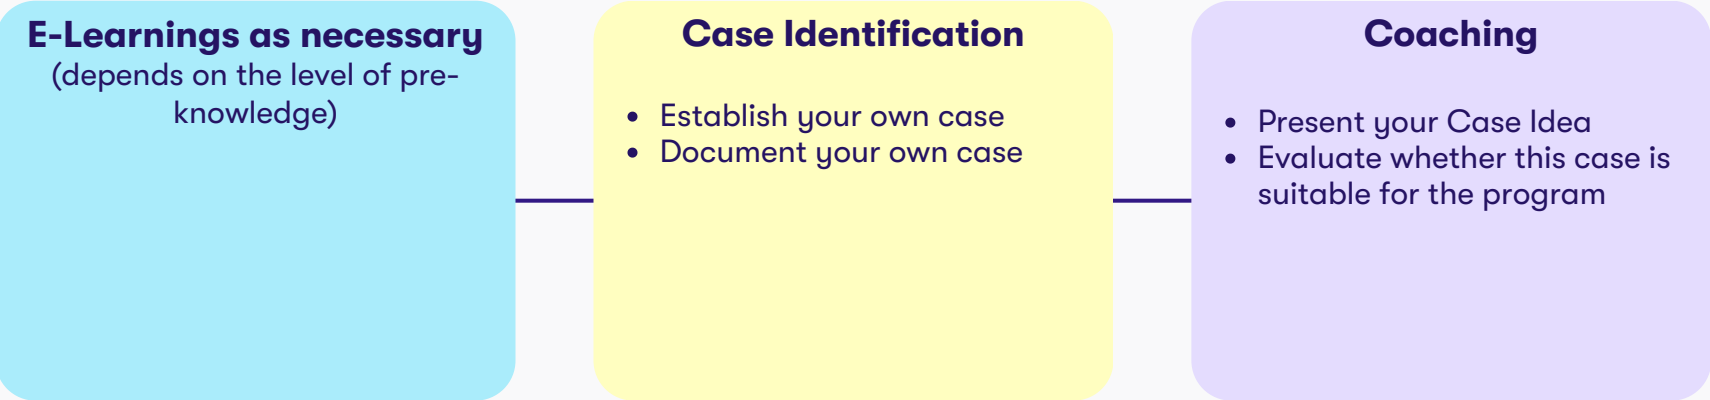 E-Learnings as necessary
(depends on the level of pre-
knowledge)
Case Identification
• Establish your own case
• Document your own case
Coaching
• Present your Case Idea
• Evaluate whether this case is
suitable for the program